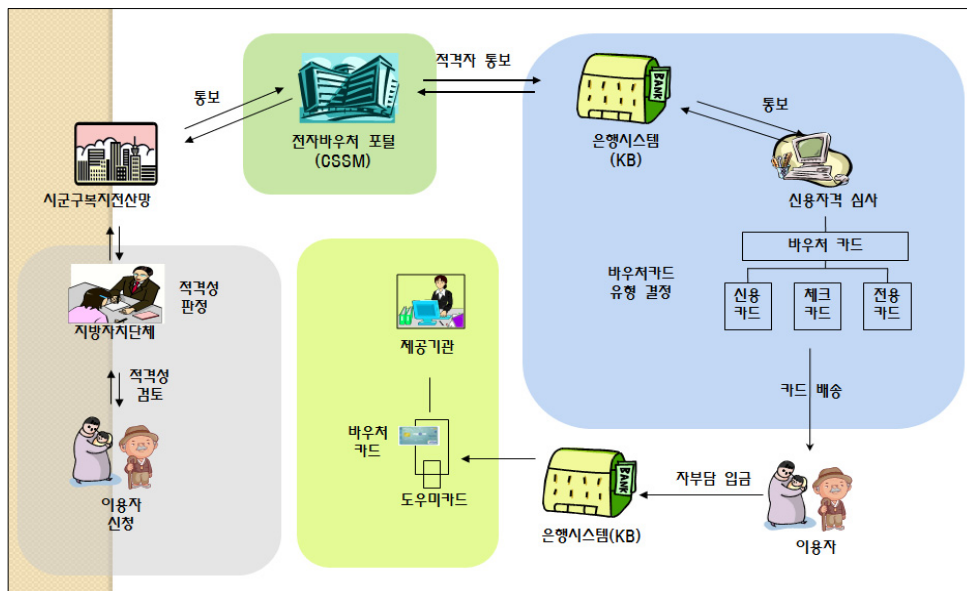 적격자 통보
통보
전자바우처 포털
(CSSM)
BANK
은행시스템
(KB)
통보
시군구복지전산망
신용자격 심사
바우처 카드
바우처카드
유형 결정
신용
카드
체크
카드
전용
카드
적격성
판정
지방자치단체
제공기관
적격성
검토
카드 배송
바우처
카드
도우미카드
BANK
은행시스템(KB)
자부담 입금
이용자
이용자
신청